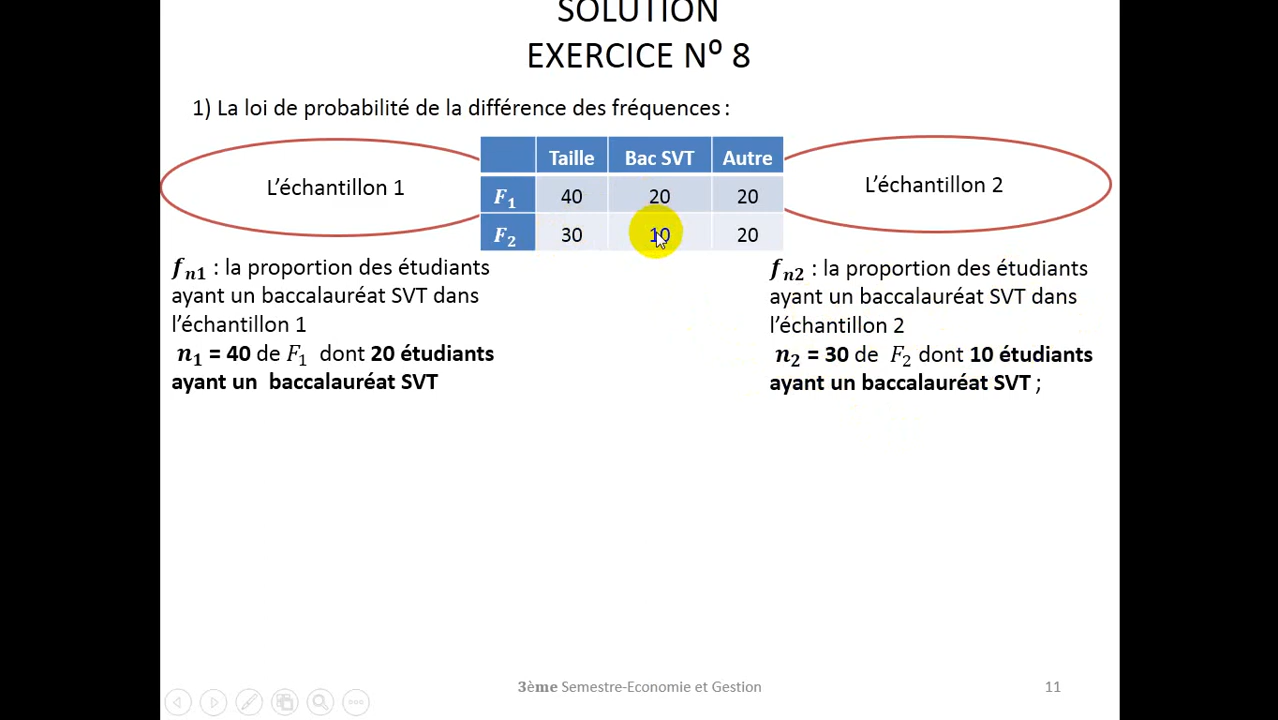 SOLUTION
EXERCICE N⁰ 8
1) La loi de probabilité de la différence des fréquences :
L’échantillon 1
Taille Bac SVT Autre
F₁ 40 20 20
F₂ 30 10 20
L’échantillon 2
fₙ₁ : la proportion des étudiants
ayant un baccalauréat SVT dans
l’échantillon 1
n₁ = 40 de F₁ dont 20 étudiants
ayant un baccalauréat SVT
fₙ₂ : la proportion des étudiants
ayant un baccalauréat SVT dans
l’échantillon 2
n₂ = 30 de F₂ dont 10 étudiants
ayant un baccalauréat SVT ;
3ème Semestre-Economie et Gestion
11